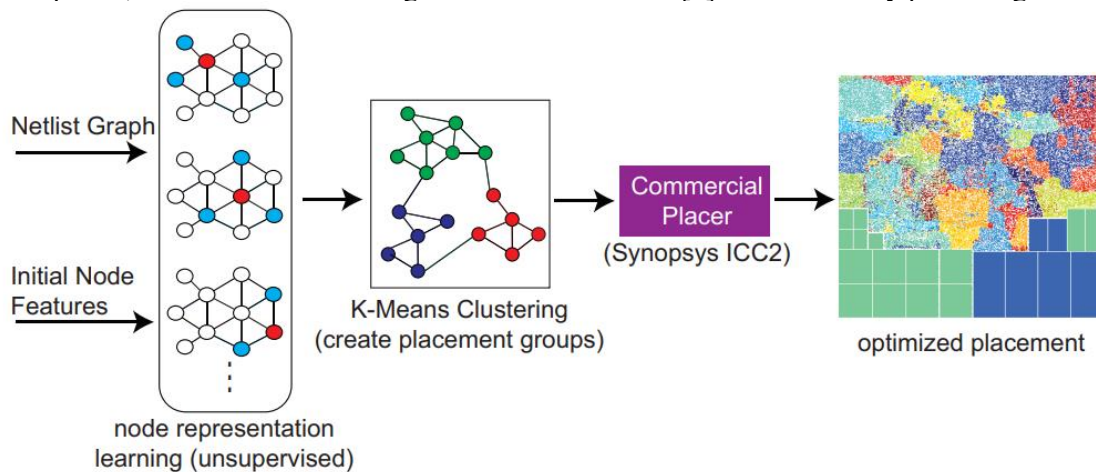 Netlist Graph
Initial Node
Features
node representation
learning (unsupervised)
K-Means Clustering
(create placement groups)
Commercial
Placer
(Synopsys ICC2)
optimized placement